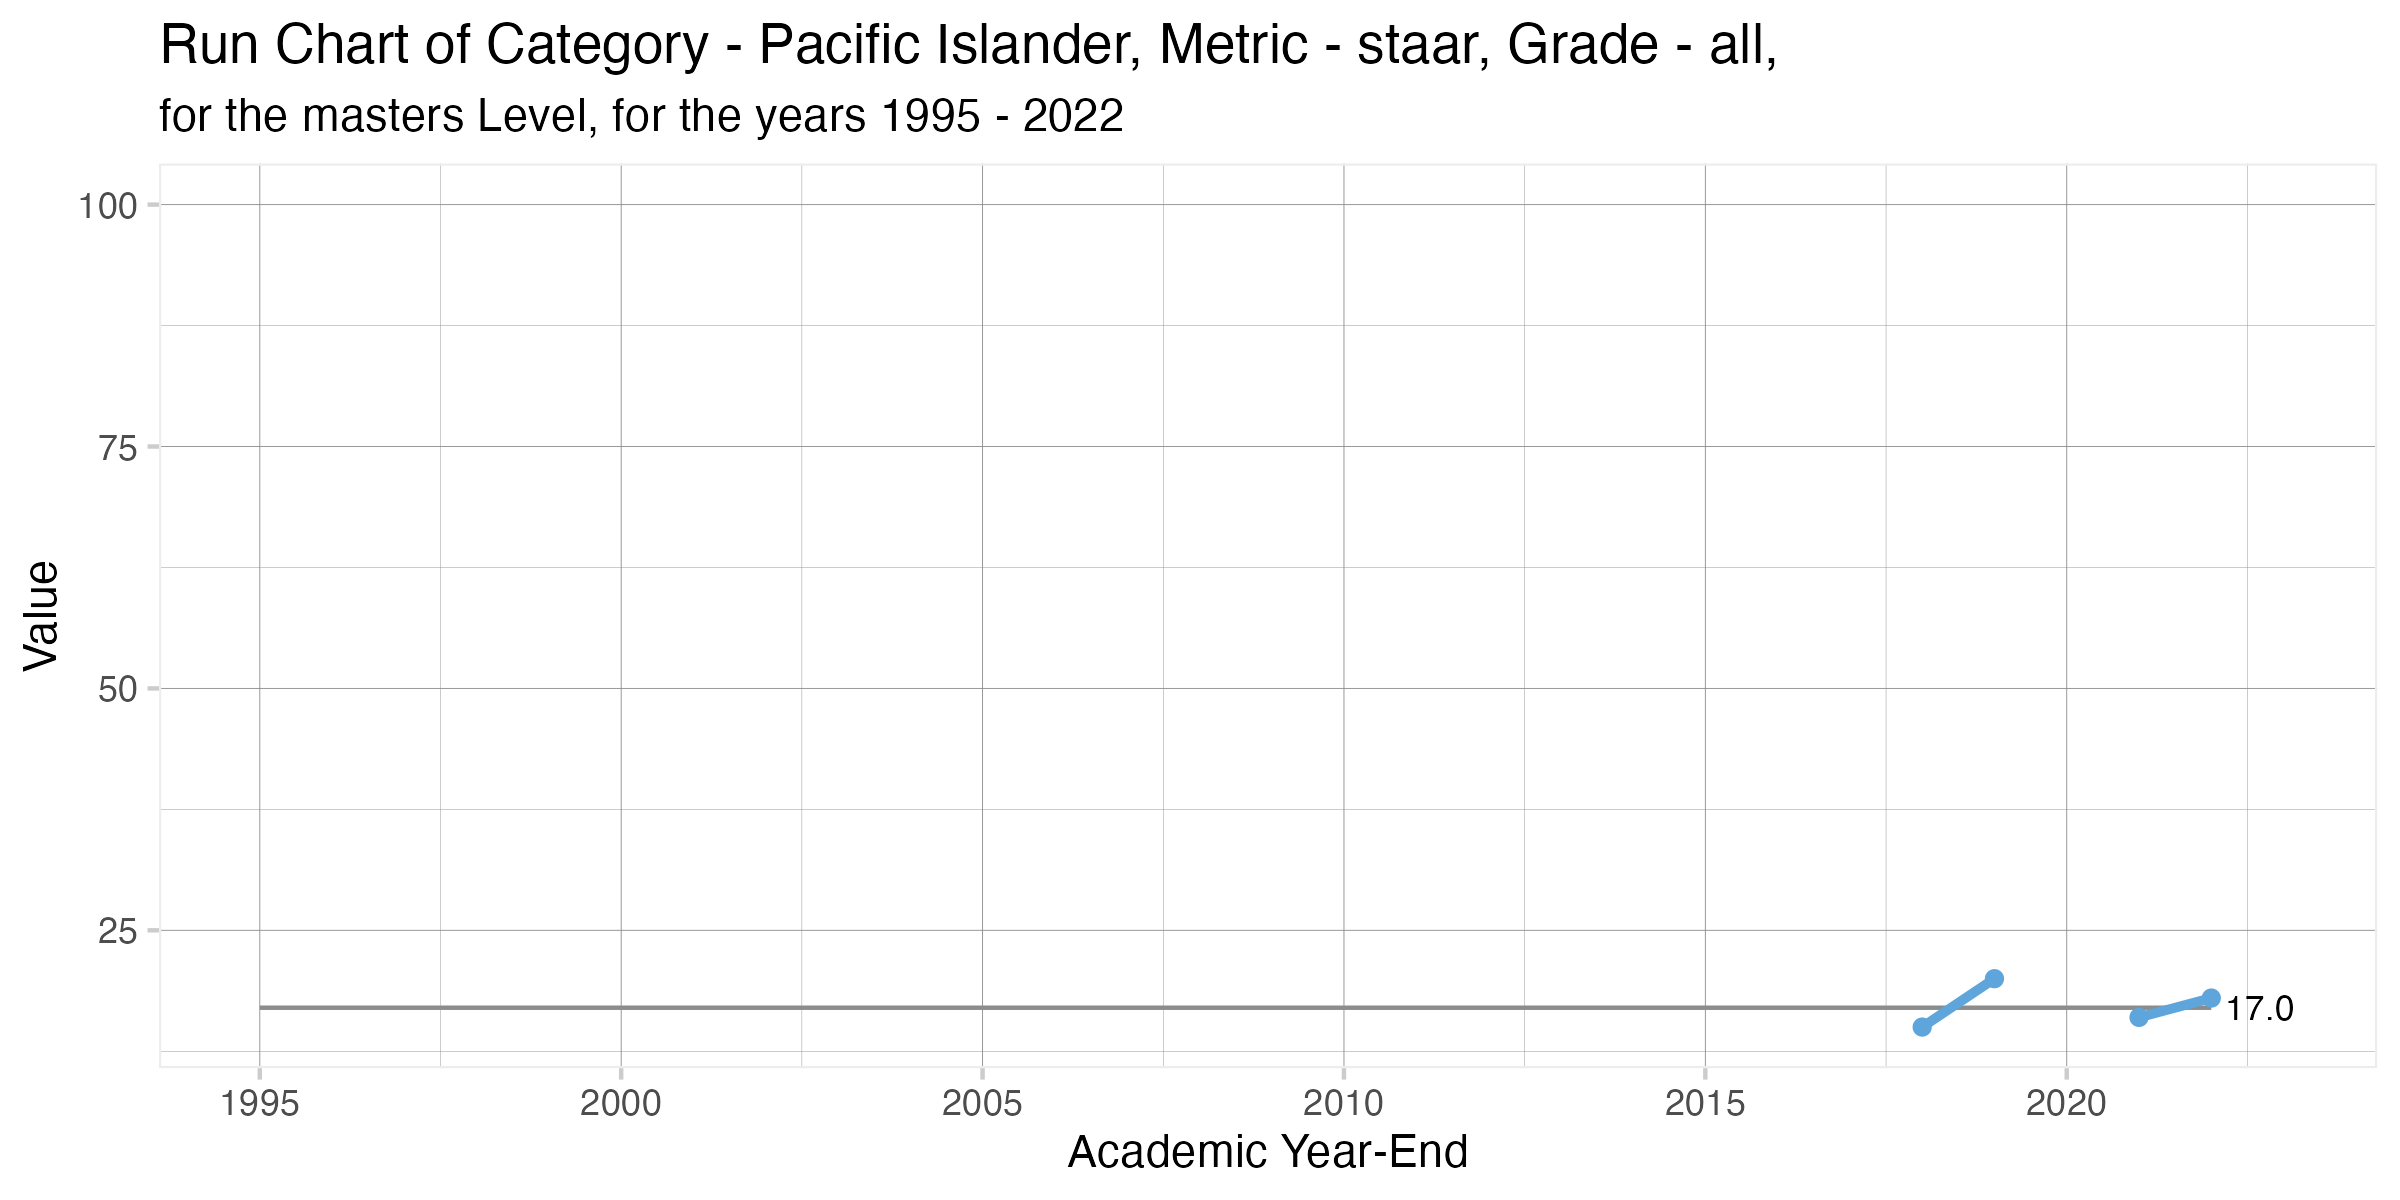 Run Chart of Category - Pacific Islander, Metric - staar, Grade - all,
for the masters Level, for the years 1995 - 2022
100
75
50
25
Value
17.0
1995 2000 2005 2010 2015 2020
Academic Year-End